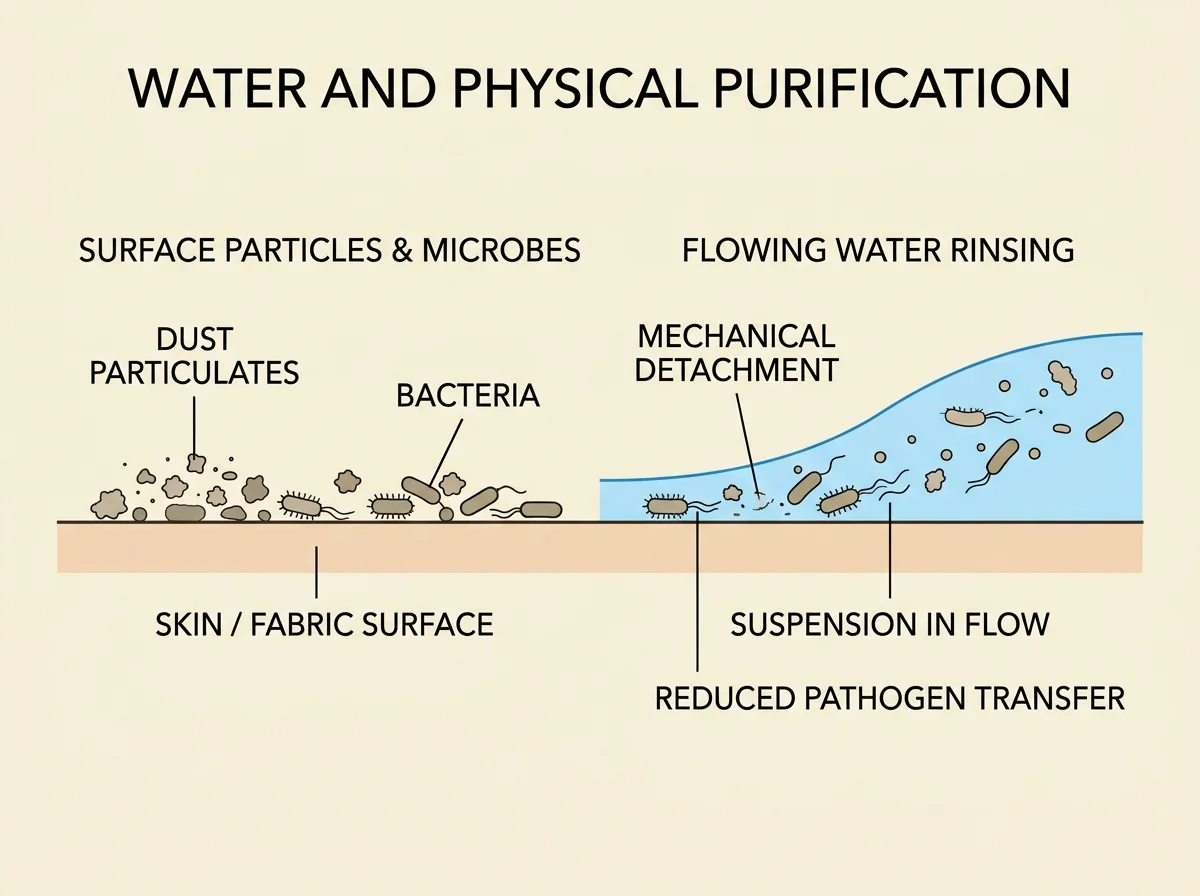 WATER AND PHYSICAL PURIFICATION
SURFACE PARTICLES & MICROBES
DUST
PARTICULATES
BACTERIA
SKIN / FABRIC SURFACE
FLOWING WATER RINSING
MECHANICAL
DETACHMENT
SUSPENSION IN FLOW
REDUCED PATHOGEN TRANSFER